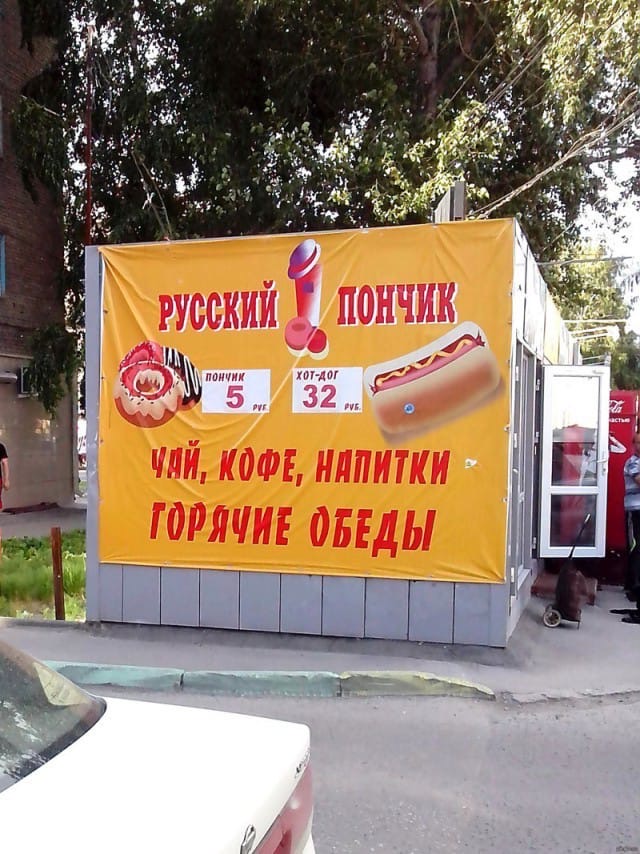 РУССКИЙ ПОНЧИК
ПОНЧИК
5 РУБ.
ХОТ-ДОГ
32 РУБ.
ЧАЙ, КОФЕ, НАПИТКИ
ГОРЯЧИЕ ОБЕДЫ